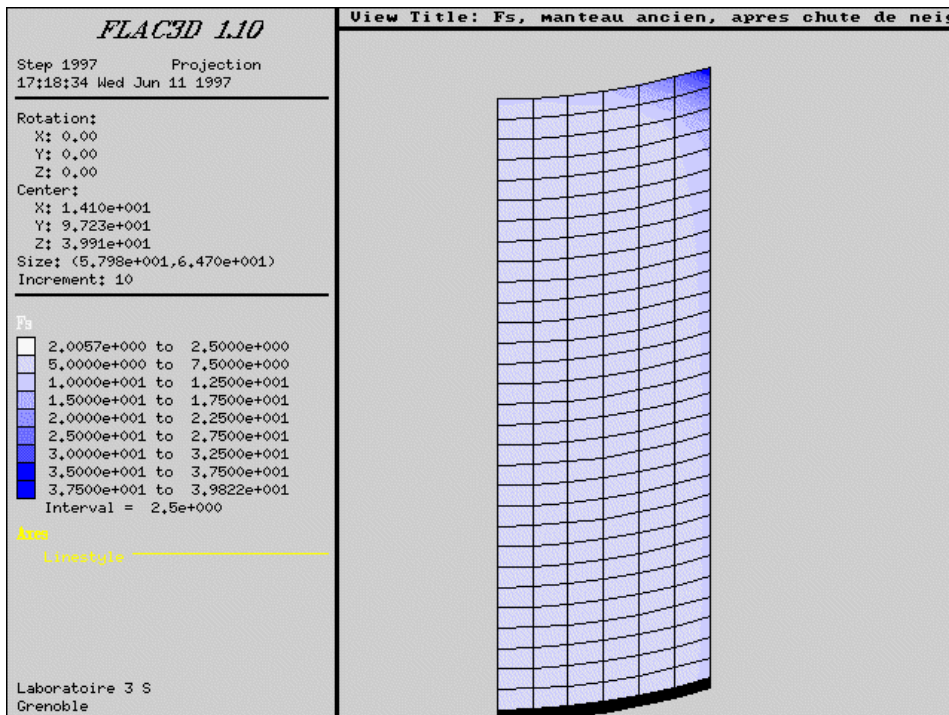 FLAC3D 1.10
Step 1997 Projection
17:18:34 Wed Jun 11 1997
Rotation:
X: 0.00
Y: 0.00
Z: 0.00
Center:
X: 1.410e+001
Y: 9.723e+001
Z: 3.991e+001
Size: (5.798e+001,6.470e+001)
Increment: 10
Fs
2.0057e+000 to 2.5000e+000
5.0000e+000 to 7.5000e+000
1.0000e+001 to 1.2500e+001
1.5000e+001 to 1.7500e+001
2.0000e+001 to 2.2500e+001
2.5000e+001 to 2.7500e+001
3.0000e+001 to 3.2500e+001
3.5000e+001 to 3.7500e+001
3.7500e+001 to 3.9822e+001
Interval = 2.5e+000
Axes
Linestyle
Laboratoire 3 S
Grenoble
View Title: Fs, manteau ancien, apres chute de neig